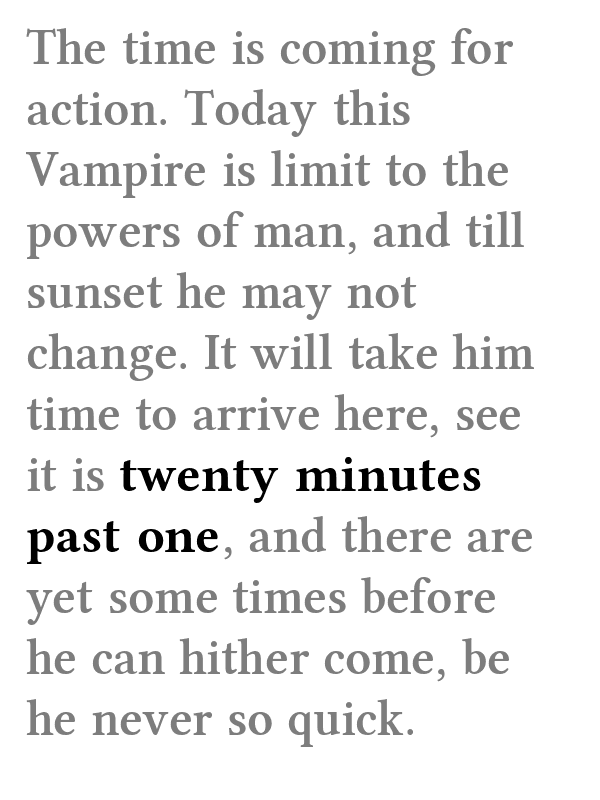 The time is coming for
action. Today this
Vampire is limit to the
powers of man, and till
sunset he may not
change. It will take him
time to arrive here, see
it is twenty minutes
past one, and there are
yet some times before
he can hither come, be
he never so quick.